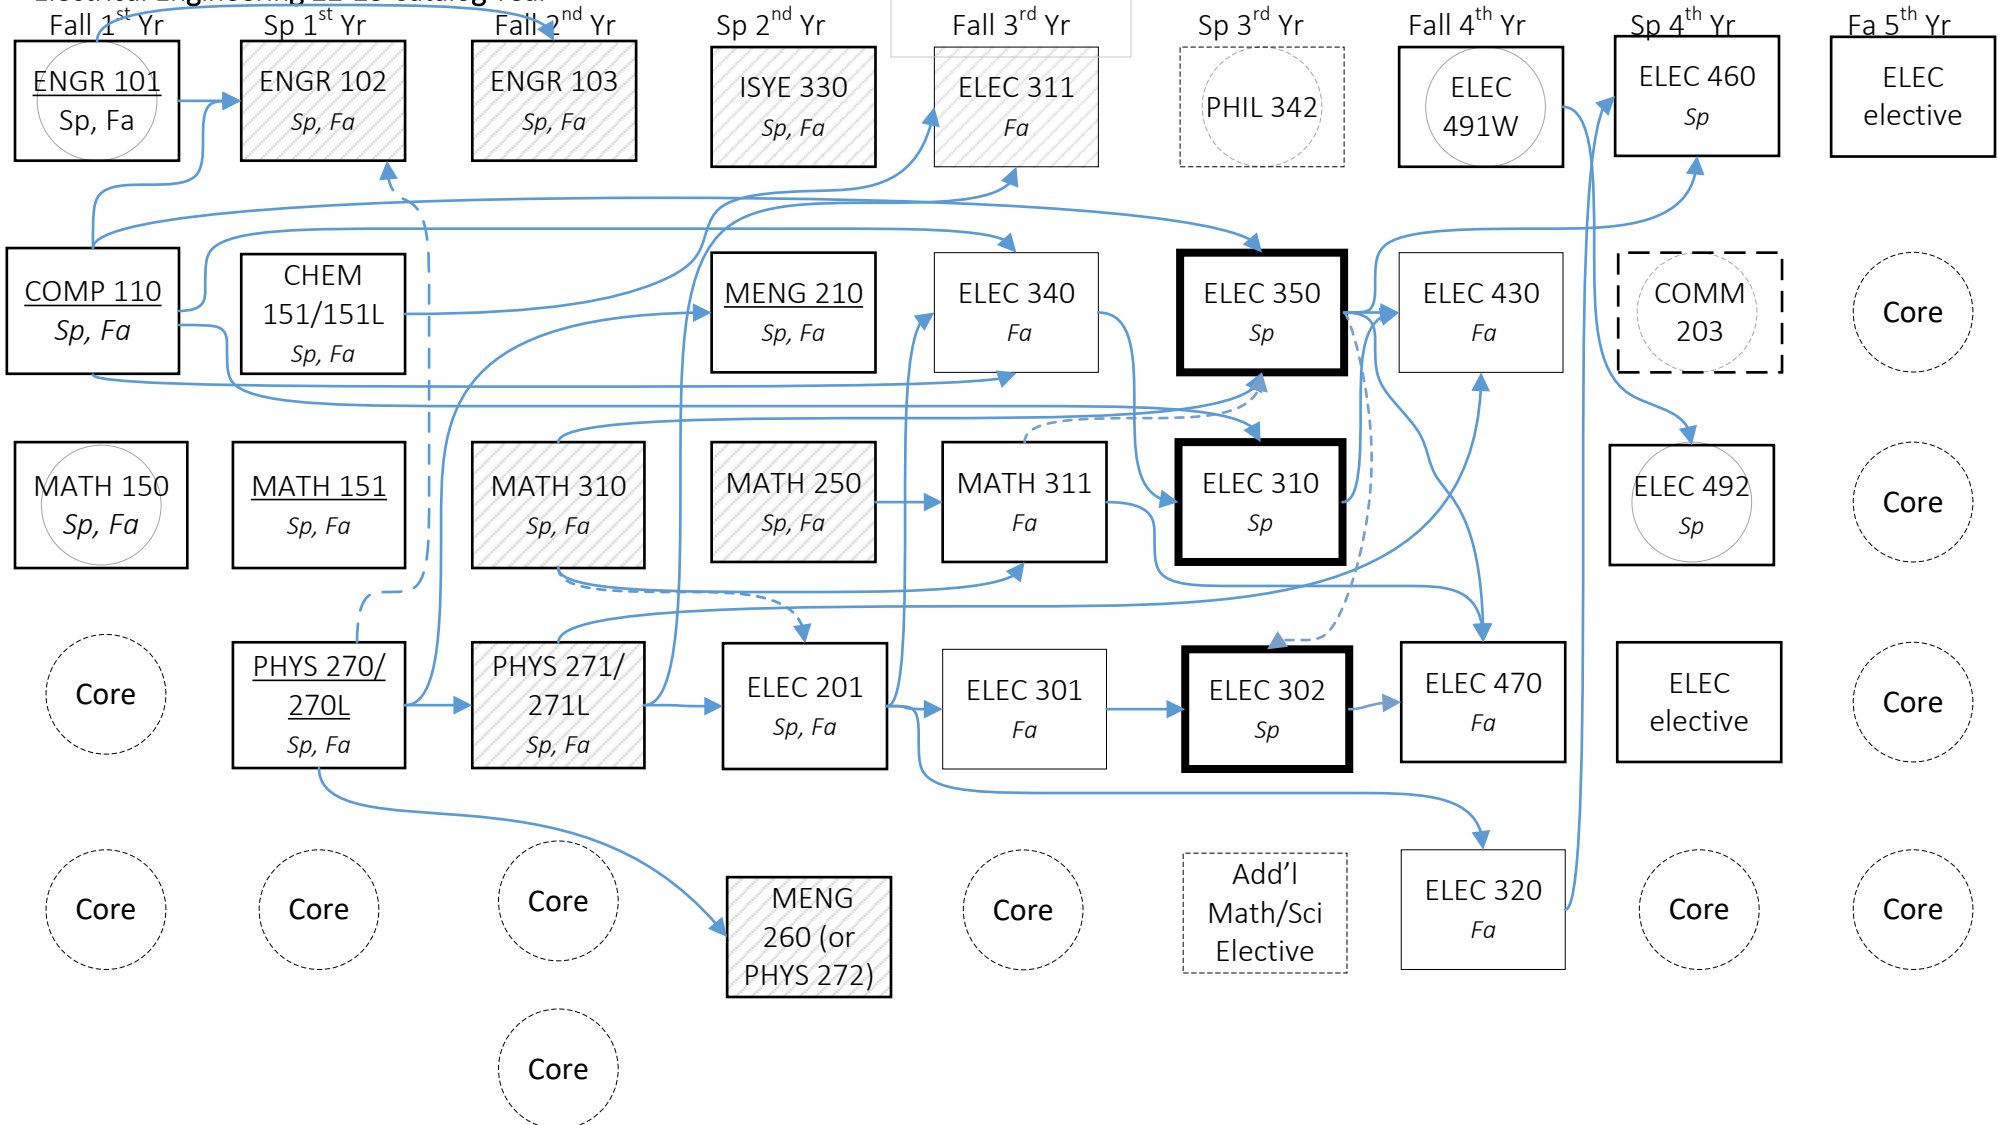 Electrical Engineering 22-23 Catalog Year
Fall 1st Yr
Sp 1st Yr
Fall 2nd Yr
Sp 2nd Yr
Fall 3rd Yr
Sp 3rd Yr
Fall 4th Yr
Sp 4th Yr
Fa 5th Yr
ENGR 101
Sp, Fa
ENGR 102
Sp, Fa
ENGR 103
Sp, Fa
ISYE 330
Sp, Fa
ELEC 311
Fa
PHIL 342
ELEC
491W
ELEC 460
Sp
ELEC
elective
COMP 110
Sp, Fa
CHEM
151/151L
Sp, Fa
MENG 210
Sp, Fa
ELEC 340
Fa
ELEC 350
Sp
ELEC 430
Fa
COMM
203
Core
MATH 150
Sp, Fa
MATH 151
Sp, Fa
MATH 310
Sp, Fa
MATH 250
Sp, Fa
MATH 311
Fa
ELEC 310
Sp
ELEC 492
Sp
Core
Core
PHYS 270/
270L
Sp, Fa
PHYS 271/
271L
Sp, Fa
ELEC 201
Sp, Fa
ELEC 301
Fa
ELEC 302
Sp
ELEC 470
Fa
ELEC
elective
Core
Core
Core
Core
MENG
260 (or
PHYS 272)
Core
Add’l
Math/Sci
Elective
ELEC 320
Fa
Core
Core
Core